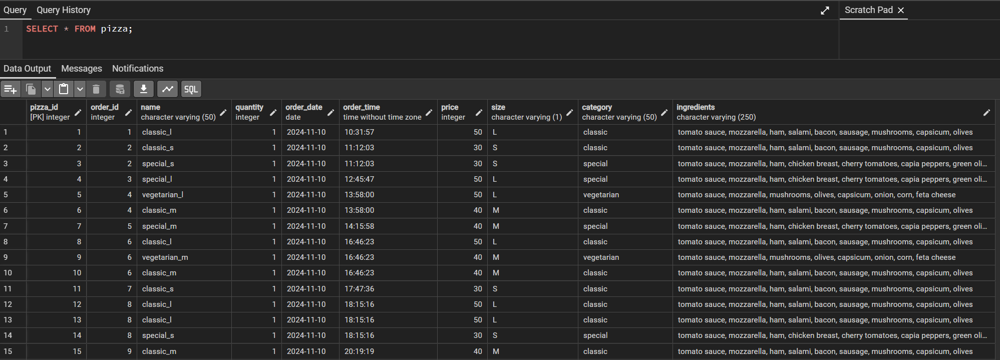 Query Query History Scratch Pad
1 SELECT * FROM pizza;
Data Output Messages Notifications
SQL
pizza_id order_id name quantity order_date order_time price size category ingredients
[PK] integer integer character varying (50) integer date time without time zone integer character varying (1) character varying (50) character varying (250)
1 1 1 classic_l 1 2024-11-10 10:31:57 50 L classic tomato sauce, mozzarella, ham, salami, bacon, sausage, mushrooms, capsicum, olives
2 2 2 classic_s 1 2024-11-10 11:12:03 30 S classic tomato sauce, mozzarella, ham, salami, bacon, sausage, mushrooms, capsicum, olives
3 3 2 special_s 1 2024-11-10 11:12:03 30 S special tomato sauce, mozzarella, ham, chicken breast, cherry tomatoes, capia peppers, green oli...
4 4 3 special_l 1 2024-11-10 12:45:47 50 L special tomato sauce, mozzarella, ham, chicken breast, cherry tomatoes, capia peppers, green oli...
5 5 4 vegetarian_l 1 2024-11-10 13:58:00 50 L vegetarian tomato sauce, mozzarella, mushrooms, olives, capsicum, onion, corn, feta cheese
6 6 4 classic_m 1 2024-11-10 13:58:00 40 M classic tomato sauce, mozzarella, ham, salami, bacon, sausage, mushrooms, capsicum, olives
7 7 5 special_m 1 2024-11-10 14:15:58 40 M special tomato sauce, mozzarella, ham, chicken breast, cherry tomatoes, capia peppers, green oli...
8 8 6 classic_l 1 2024-11-10 16:46:23 50 L classic tomato sauce, mozzarella, ham, salami, bacon, sausage, mushrooms, capsicum, olives
9 9 6 vegetarian_m 1 2024-11-10 16:46:23 40 M vegetarian tomato sauce, mozzarella, mushrooms, olives, capsicum, onion, corn, feta cheese
10 10 6 classic_m 1 2024-11-10 16:46:23 40 M classic tomato sauce, mozzarella, ham, salami, bacon, sausage, mushrooms, capsicum, olives
11 11 7 classic_s 1 2024-11-10 17:47:36 30 S classic tomato sauce, mozzarella, ham, salami, bacon, sausage, mushrooms, capsicum, olives
12 12 8 classic_l 1 2024-11-10 18:15:16 50 L classic tomato sauce, mozzarella, ham, salami, bacon, sausage, mushrooms, capsicum, olives
13 13 8 classic_l 1 2024-11-10 18:15:16 50 L classic tomato sauce, mozzarella, ham, salami, bacon, sausage, mushrooms, capsicum, olives
14 14 8 special_s 1 2024-11-10 18:15:16 30 S special tomato sauce, mozzarella, ham, chicken breast, cherry tomatoes, capia peppers, green oli...
15 15 9 classic_m 1 2024-11-10 20:19:19 40 M classic tomato sauce, mozzarella, ham, salami, bacon, sausage, mushrooms, capsicum, olives